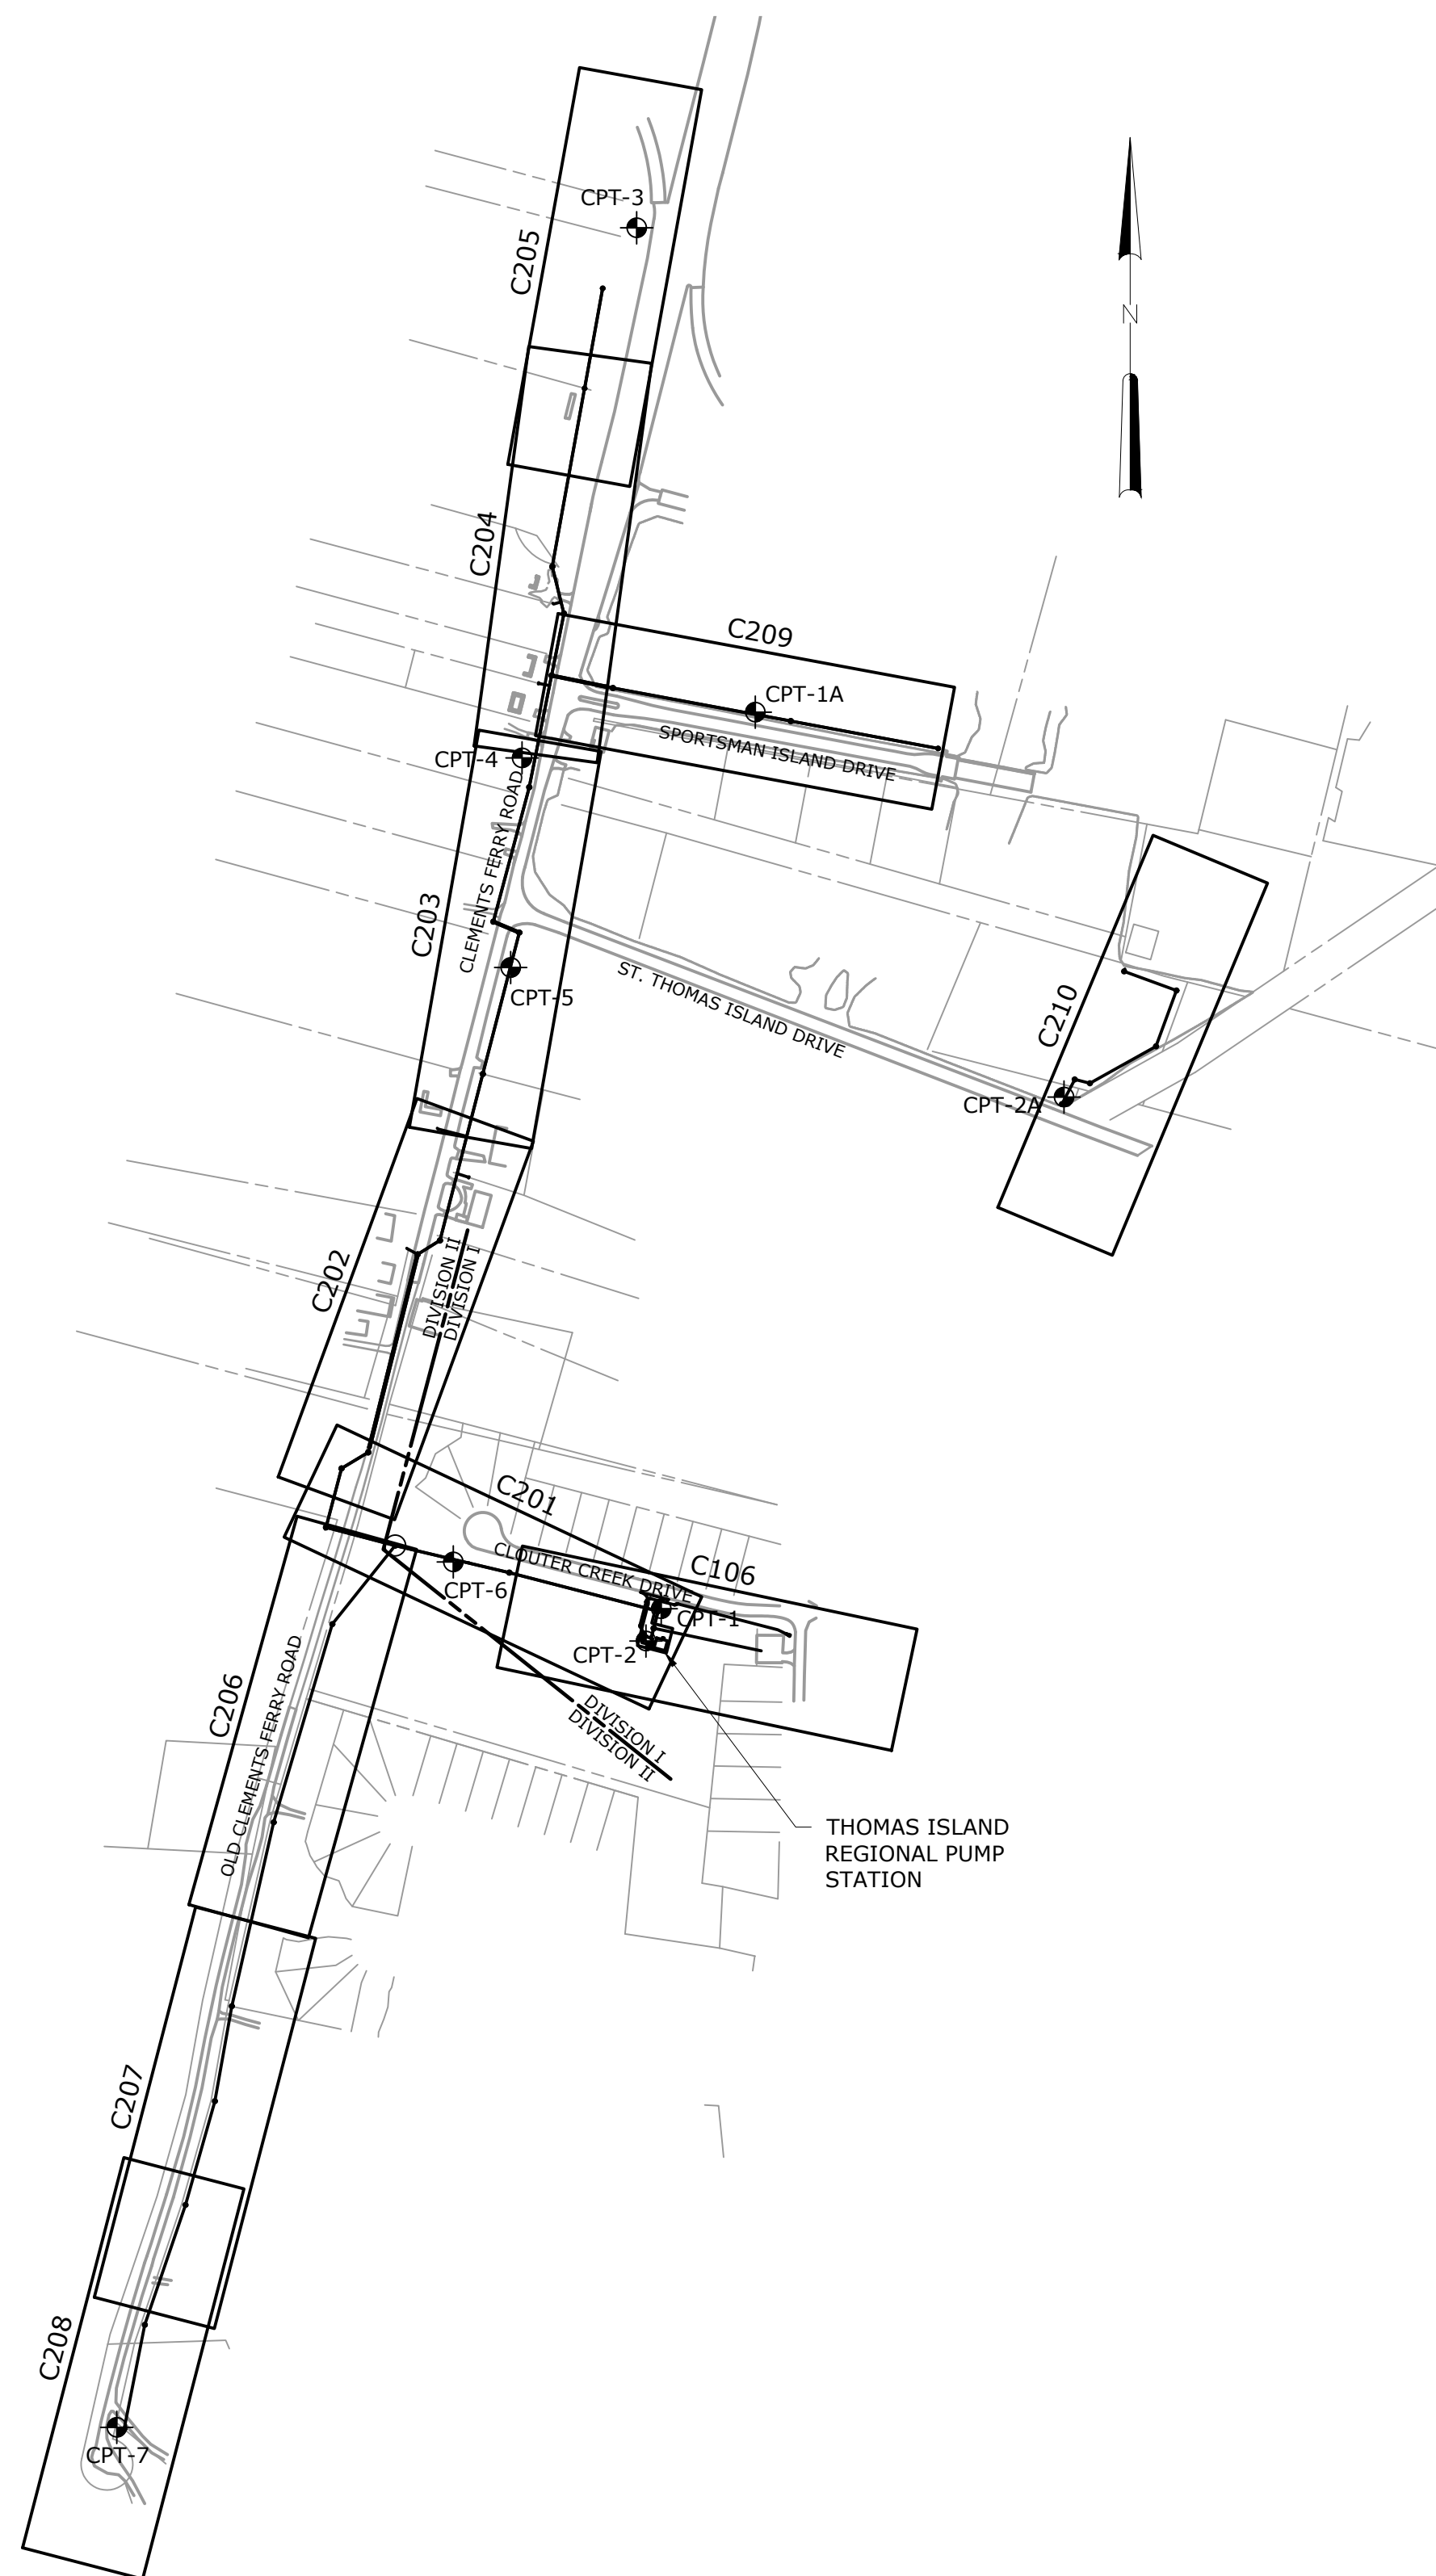 CPT-3
C205
N
C204
C209
CPT-1A
SPORTSMAN ISLAND DRIVE
CPT-4
CLEMENTS FERRY ROAD
C203
CPT-5
ST. THOMAS ISLAND DRIVE
C210
CPT-2A
C202
DIVISION II
DIVISION I
C201
CLOUTER CREEK DRIVE
C106
CPT-6
CPT-1
CPT-2
C206
OLD CLEMENTS FERRY ROAD
DIVISION I
DIVISION II
THOMAS ISLAND
REGIONAL PUMP
STATION
C207
C208
CPT-7